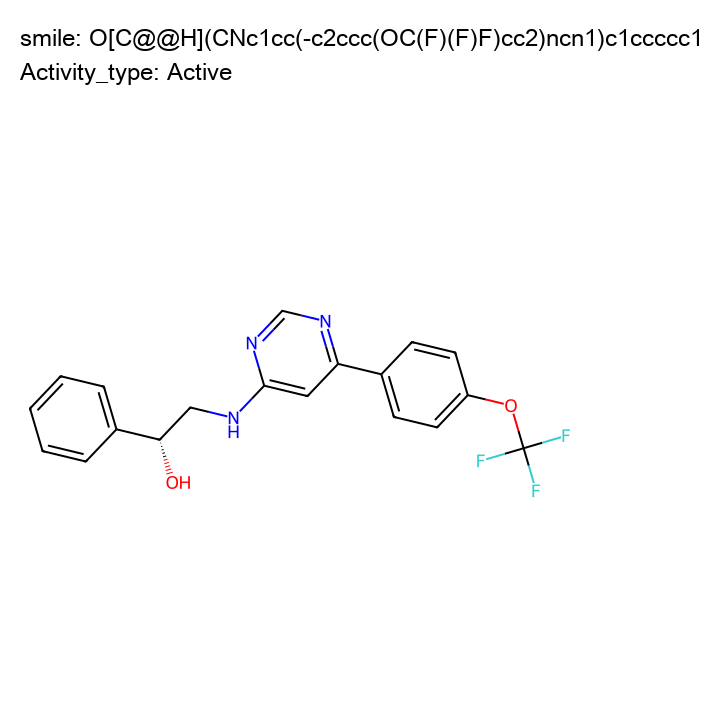 smile: O[C@@H](CNc1cc(-c2ccc(OC(F)(F)F)cc2)ncn1)c1ccccc1
Activity_type: Active
N
N
N
H
OH
O
F
F
F